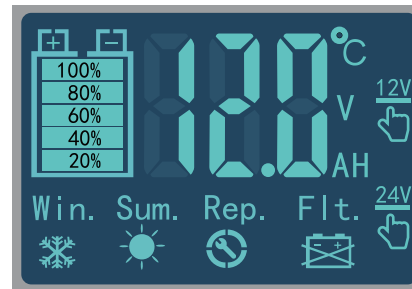 + −
100%
80%
60%
40%
20%
12.0
°C
V
AH
12V
24V
Win. Sum. Rep. Flt.
- +